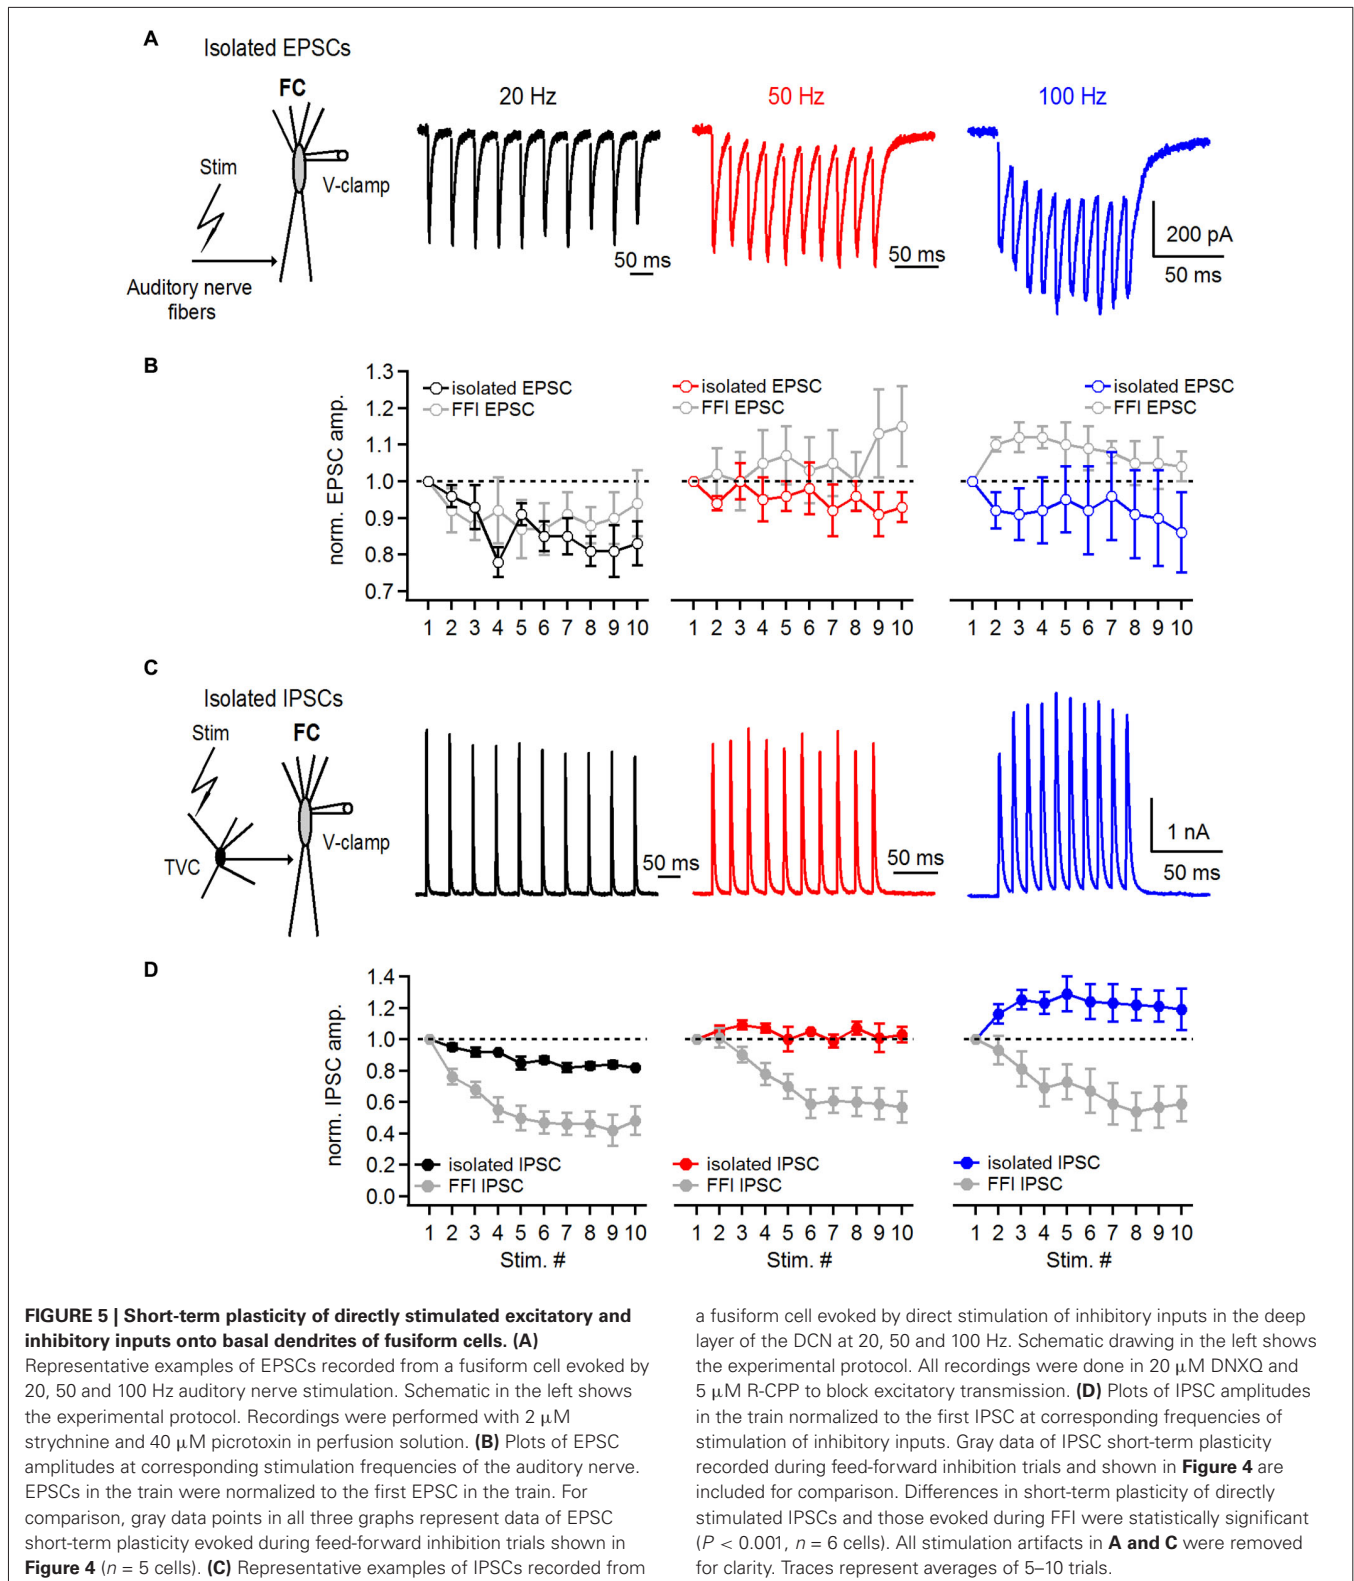 A
Isolated EPSCs
FC
Stim
V-clamp
Auditory nerve
fibers
20 Hz
50 Hz
100 Hz
50 ms
50 ms
200 pA
50 ms
B
norm. EPSC amp.
1.3
1.2
1.1
1.0
0.9
0.8
0.7
isolated EPSC
FFI EPSC
isolated EPSC
FFI EPSC
isolated EPSC
FFI EPSC
1 2 3 4 5 6 7 8 9 10
1 2 3 4 5 6 7 8 9 10
1 2 3 4 5 6 7 8 9 10
C
Isolated IPSCs
Stim
FC
V-clamp
TVC
50 ms
50 ms
1 nA
50 ms
D
norm. IPSC amp.
1.4
1.2
1.0
0.8
0.6
0.4
0.2
0.0
isolated IPSC
FFI IPSC
isolated IPSC
FFI IPSC
isolated IPSC
FFI IPSC
1 2 3 4 5 6 7 8 9 10
1 2 3 4 5 6 7 8 9 10
1 2 3 4 5 6 7 8 9 10
Stim. #
Stim. #
Stim. #
FIGURE 5 | Short-term plasticity of directly stimulated excitatory and
inhibitory inputs onto basal dendrites of fusiform cells. (A)
Representative examples of EPSCs recorded from a fusiform cell evoked by
20, 50 and 100 Hz auditory nerve stimulation. Schematic in the left shows
the experimental protocol. Recordings were performed with 2 μM
strychnine and 40 μM picrotoxin in perfusion solution. (B) Plots of EPSC
amplitudes at corresponding stimulation frequencies of the auditory nerve.
EPSCs in the train were normalized to the first EPSC in the train. For
comparison, gray data points in all three graphs represent data of EPSC
short-term plasticity evoked during feed-forward inhibition trials shown in
Figure 4 (n = 5 cells). (C) Representative examples of IPSCs recorded from
a fusiform cell evoked by direct stimulation of inhibitory inputs in the deep
layer of the DCN at 20, 50 and 100 Hz. Schematic drawing in the left shows
the experimental protocol. All recordings were done in 20 μM DNXQ and
5 μM R-CPP to block excitatory transmission. (D) Plots of IPSC amplitudes
in the train normalized to the first IPSC at corresponding frequencies of
stimulation of inhibitory inputs. Gray data of IPSC short-term plasticity
recorded during feed-forward inhibition trials and shown in Figure 4 are
included for comparison. Differences in short-term plasticity of directly
stimulated IPSCs and those evoked during FFI were statistically significant
(P < 0.001, n = 6 cells). All stimulation artifacts in A and C were removed
for clarity. Traces represent averages of 5–10 trials.